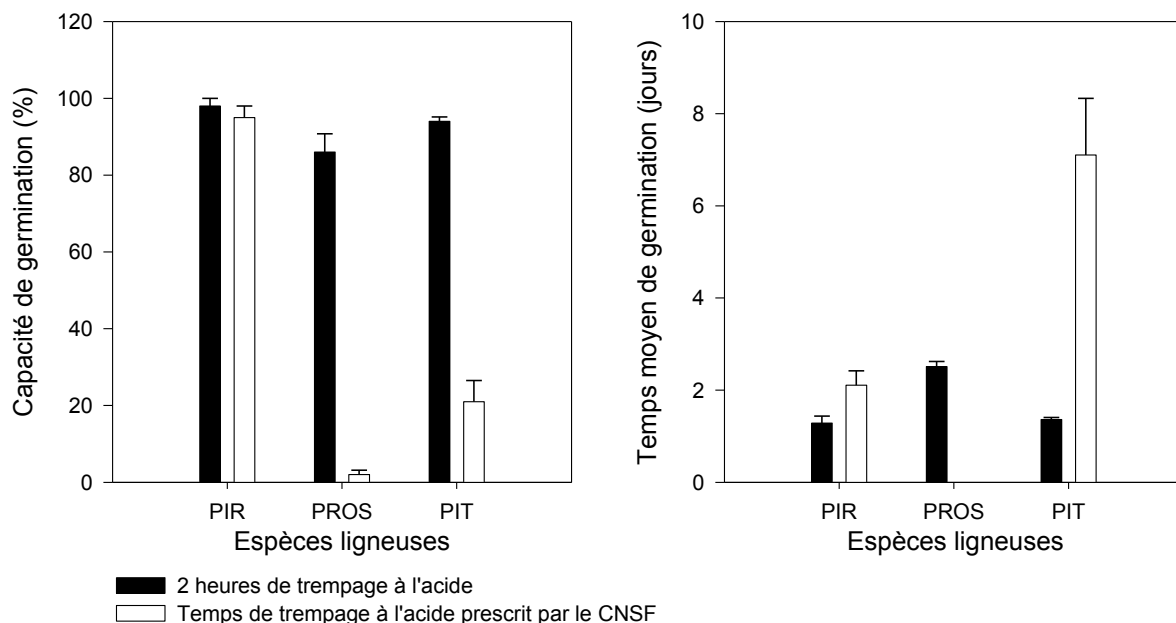 Capacité de germination (%)
120
100
80
60
40
20
0
PIR PROS PIT
Espèces ligneuses
Temps moyen de germination (jours)
10
8
6
4
2
0
PIR PROS PIT
Espèces ligneuses
2 heures de trempage à l'acide
Temps de trempage à l'acide prescrit par le CNSF